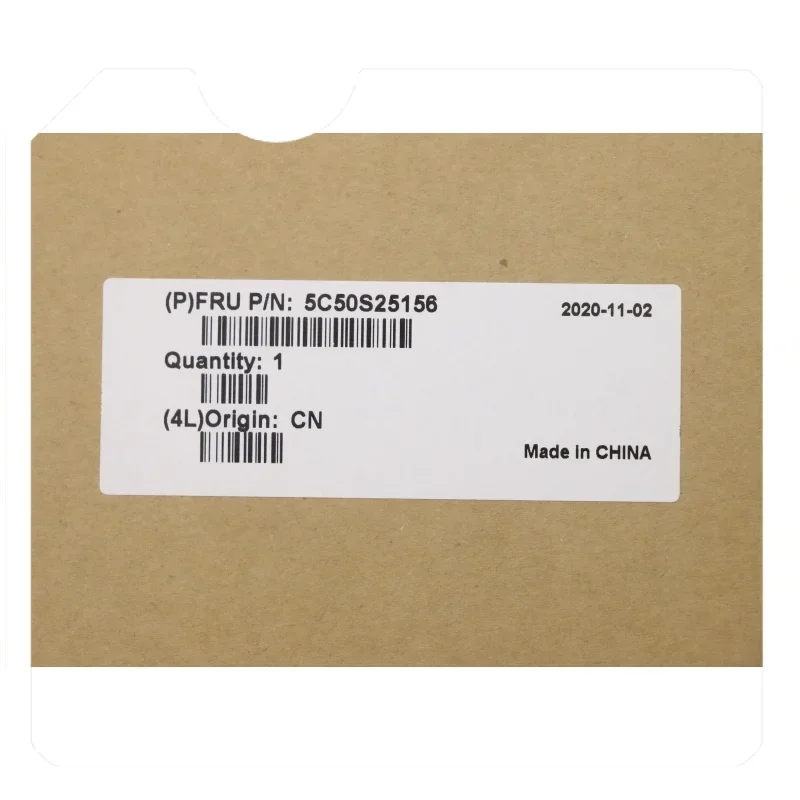 (P)FRU P/N: 5C50S25156
2020-11-02
Quantity: 1
(4L)Origin: CN
Made in CHINA